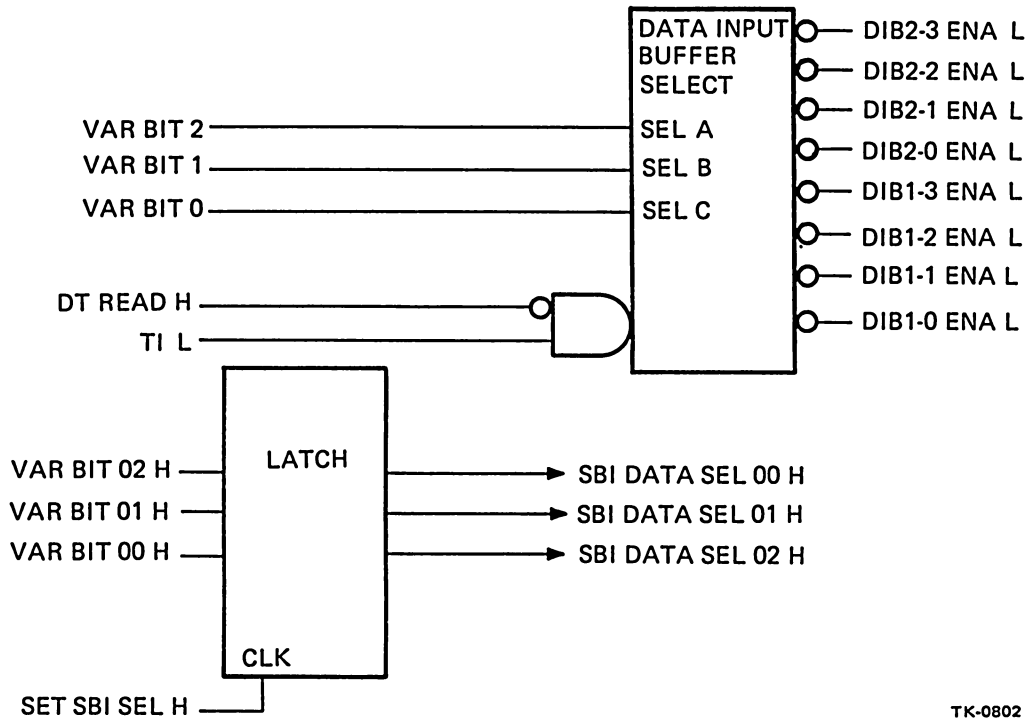 DATA INPUT
BUFFER
SELECT
VAR BIT 2
VAR BIT 1
VAR BIT 0
SEL A
SEL B
SEL C
DT READ H
TI L
DIB2-3 ENA L
DIB2-2 ENA L
DIB2-1 ENA L
DIB2-0 ENA L
DIB1-3 ENA L
DIB1-2 ENA L
DIB1-1 ENA L
DIB1-0 ENA L
LATCH
VAR BIT 02 H
VAR BIT 01 H
VAR BIT 00 H
SBI DATA SEL 00 H
SBI DATA SEL 01 H
SBI DATA SEL 02 H
CLK
SET SBI SEL H
TK-0802